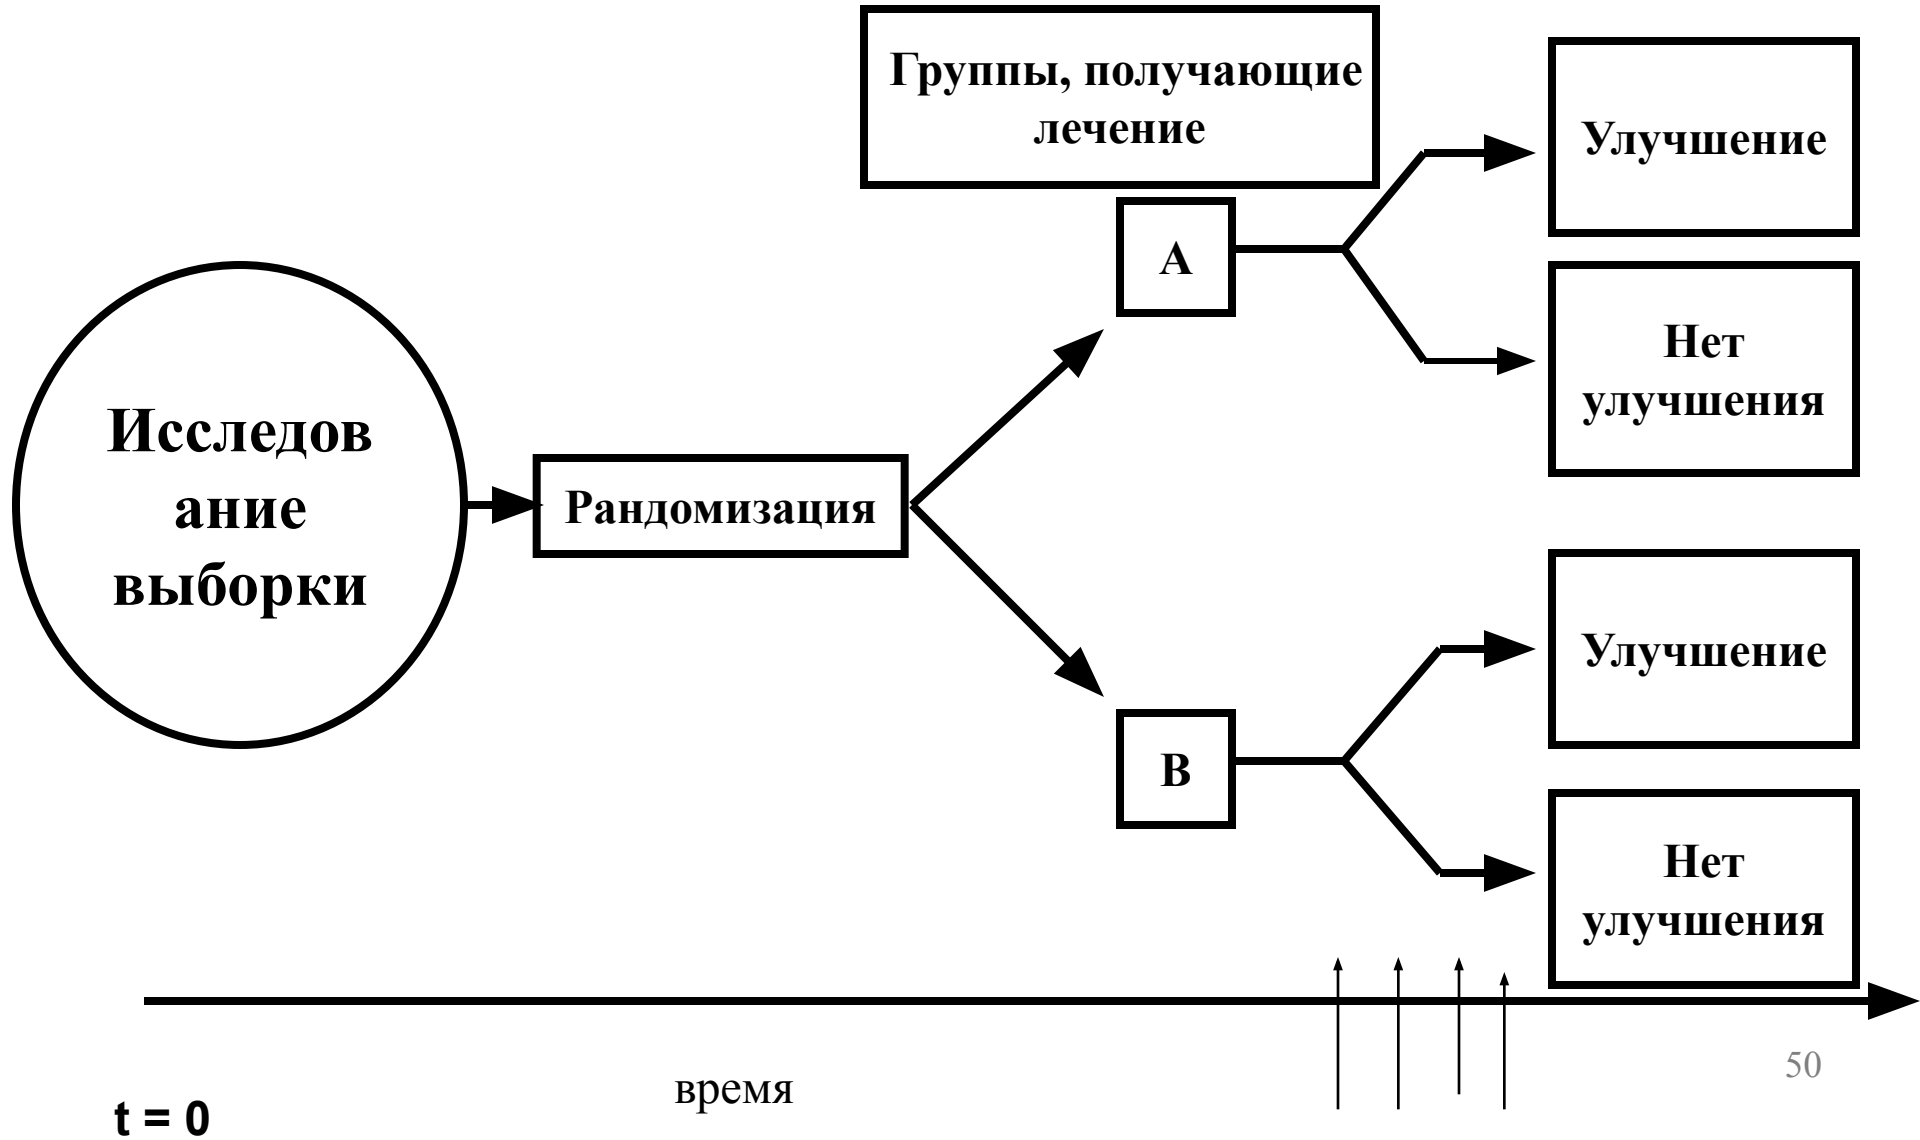 Группы, получающие
лечение
Улучшение
A
Нет
улучшения
Исследов
ание
выборки
Рандомизация
Улучшение
B
Нет
улучшения
50
время
t = 0